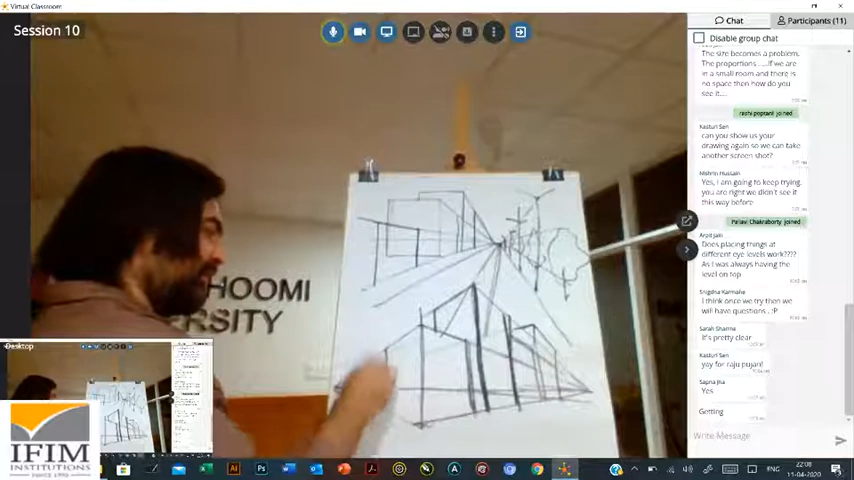 Virtual Classroom
Session 10
Chat
Participants (11)
Disable group chat
The size becomes a problem.
The proportions .....If we are
in a small room and there is
no space then how do you
see it....
rashi poptani joined
Kasturi Sen
can you show us your
drawing again so we can take
another screen shot?
Mehrin Hussain
Yes, I am going to keep trying.
you are right we didn't see it
this way before
Pallavi Chakraborty joined
Arpit Jain
Does placing things at
different eye levels work????
As I was always having the
level on top
Shigdha Karmahe
I think once we try then we
will have questions . :P
Sarah Sharma
It's pretty clear
Kasturi Sen
yay for raju pujari!
Sapna Jha
Yes
Getting
Write Message
HOOMI
RSITY
Desktop
IFIM
INSTITUTIONS
ENG
22:08
11-04-2020